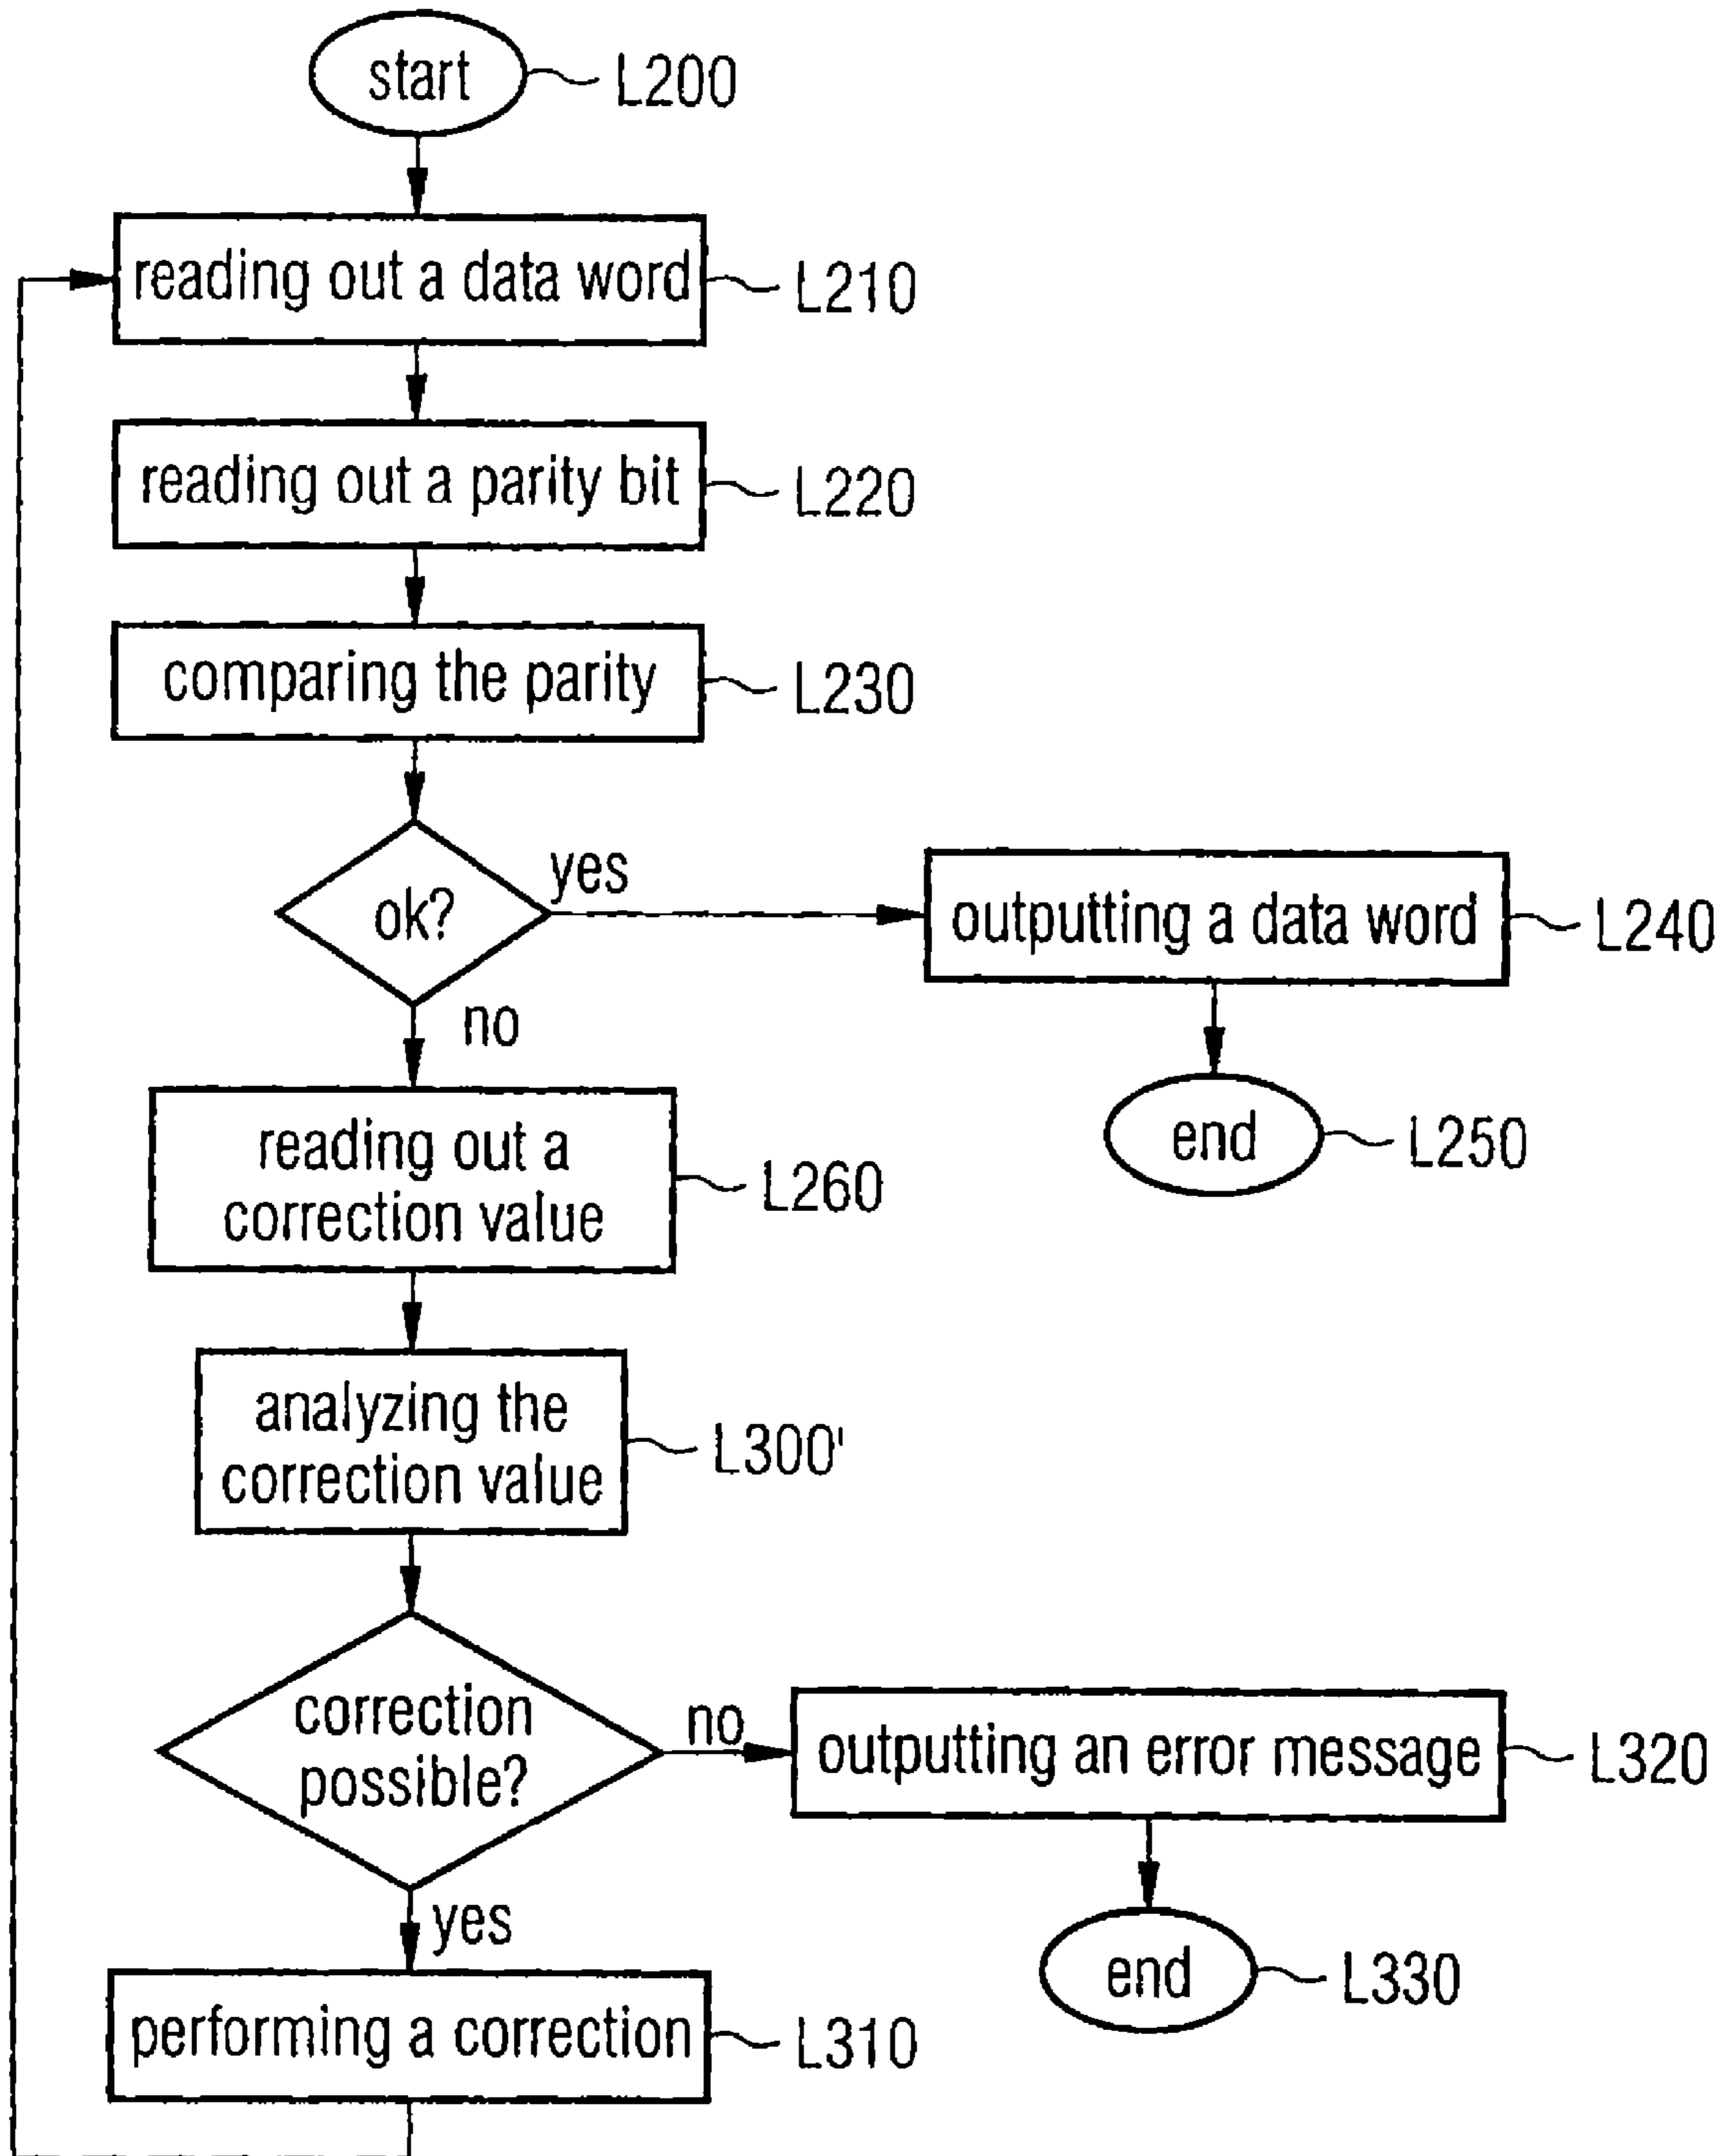 start
L200
reading out a data word
L210
reading out a parity bit
L220
comparing the parity
L230
ok?
yes
outputting a data word
L240
no
end
L250
reading out a
correction value
L260
analyzing the
correction value
L300'
correction
possible?
no
outputting an error message
L320
yes
end
L330
performing a correction
L310